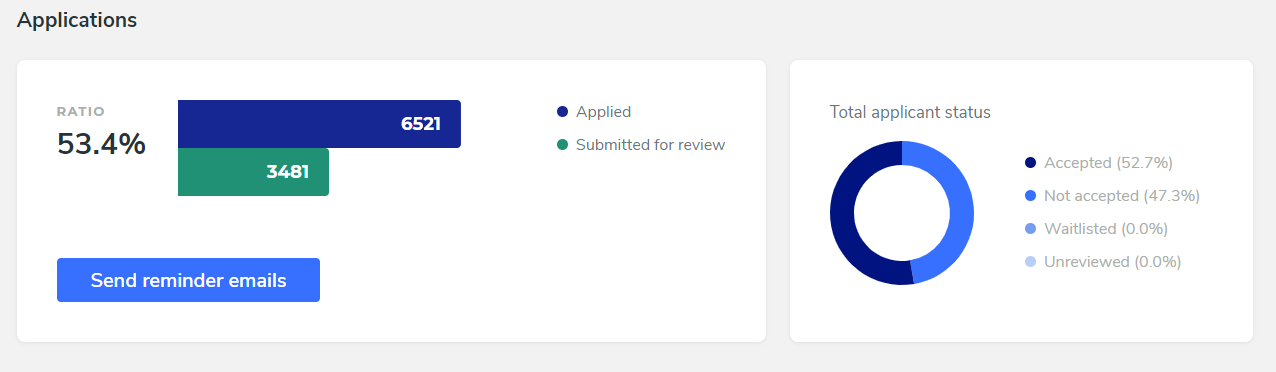 Applications
RATIO
53.4%
6521
3481
Applied
Submitted for review
Send reminder emails
Total applicant status
Accepted (52.7%)
Not accepted (47.3%)
Waitlisted (0.0%)
Unreviewed (0.0%)